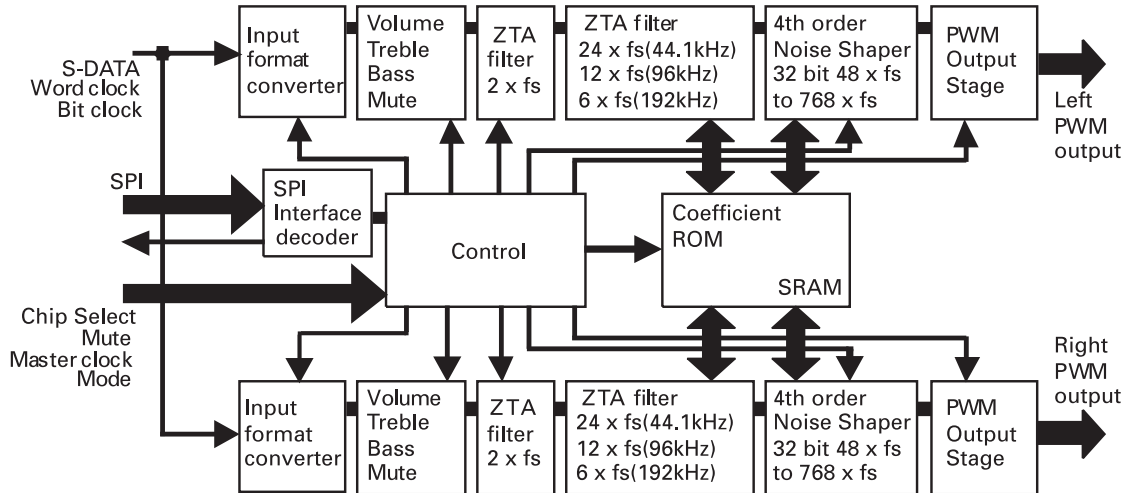 S-DATA
Word clock
Bit clock
Input
format
converter
Volume
Treble
Bass
Mute
ZTA
filter
2 x fs
ZTA filter
24 x fs(44.1kHz)
12 x fs(96kHz)
6 x fs(192kHz)
4th order
Noise Shaper
32 bit 48 x fs
to 768 x fs
PWM
Output
Stage
Left
PWM
output
SPI
SPI
Interface
decoder
Control
Coefficient
ROM
SRAM
Chip Select
Mute
Master clock
Mode
Input
format
converter
Volume
Treble
Bass
Mute
ZTA
filter
2 x fs
ZTA filter
24 x fs(44.1kHz)
12 x fs(96kHz)
6 x fs(192kHz)
4th order
Noise Shaper
32 bit 48 x fs
to 768 x fs
PWM
Output
Stage
Right
PWM
output